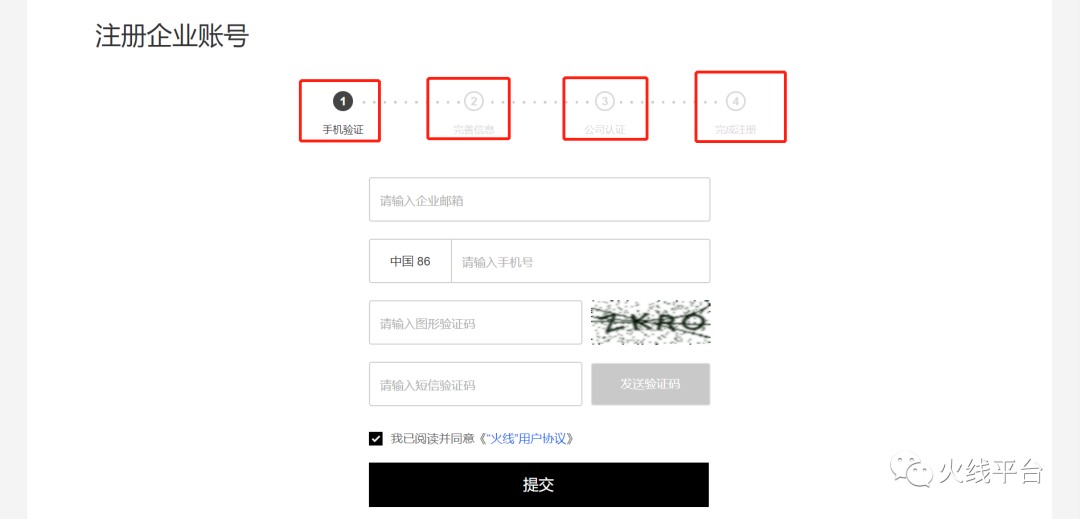 注册企业账号
1
2
3
4
手机验证
完善信息
公司认证
完成注册
请输入企业邮箱
中国 86
请输入手机号
请输入图形验证码
ZKRO
请输入短信验证码
发送验证码
我已阅读并同意《"火线"用户协议》
提交
火线平台